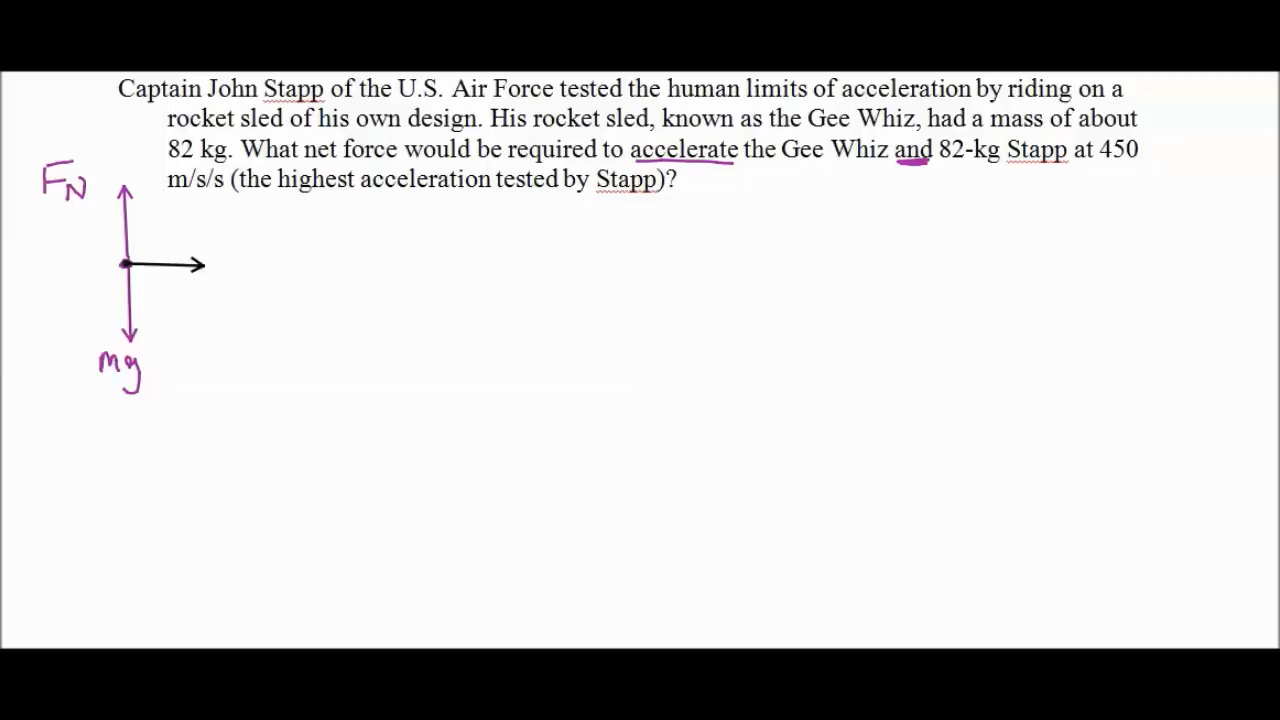 Captain John Stapp of the U.S. Air Force tested the human limits of acceleration by riding on a
rocket sled of his own design. His rocket sled, known as the Gee Whiz, had a mass of about
82 kg. What net force would be required to accelerate the Gee Whiz and 82-kg Stapp at 450
m/s/s (the highest acceleration tested by Stapp)?
FN
mg